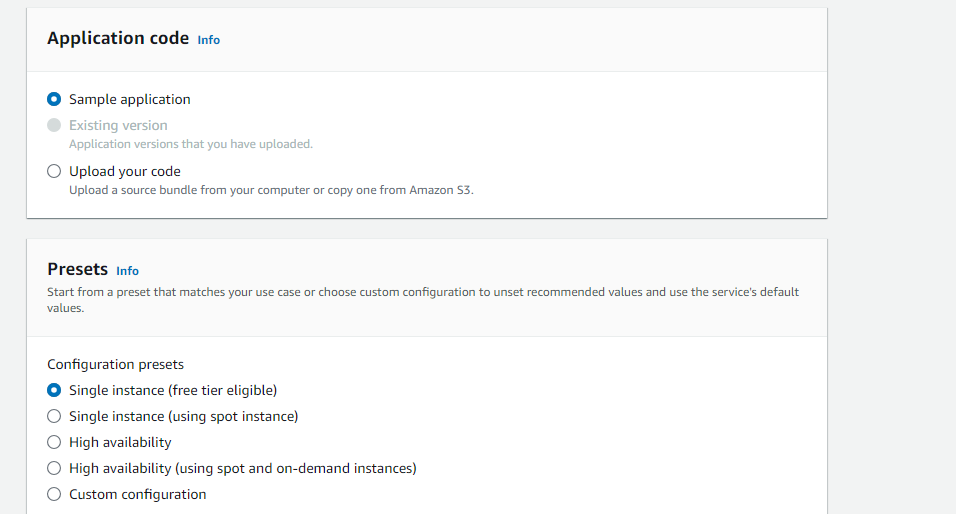 Application code Info
Sample application
Existing version
Application versions that you have uploaded.
Upload your code
Upload a source bundle from your computer or copy one from Amazon S3.
Presets Info
Start from a preset that matches your use case or choose custom configuration to unset recommended values and use the service's default
values.
Configuration presets
Single instance (free tier eligible)
Single instance (using spot instance)
High availability
High availability (using spot and on-demand instances)
Custom configuration